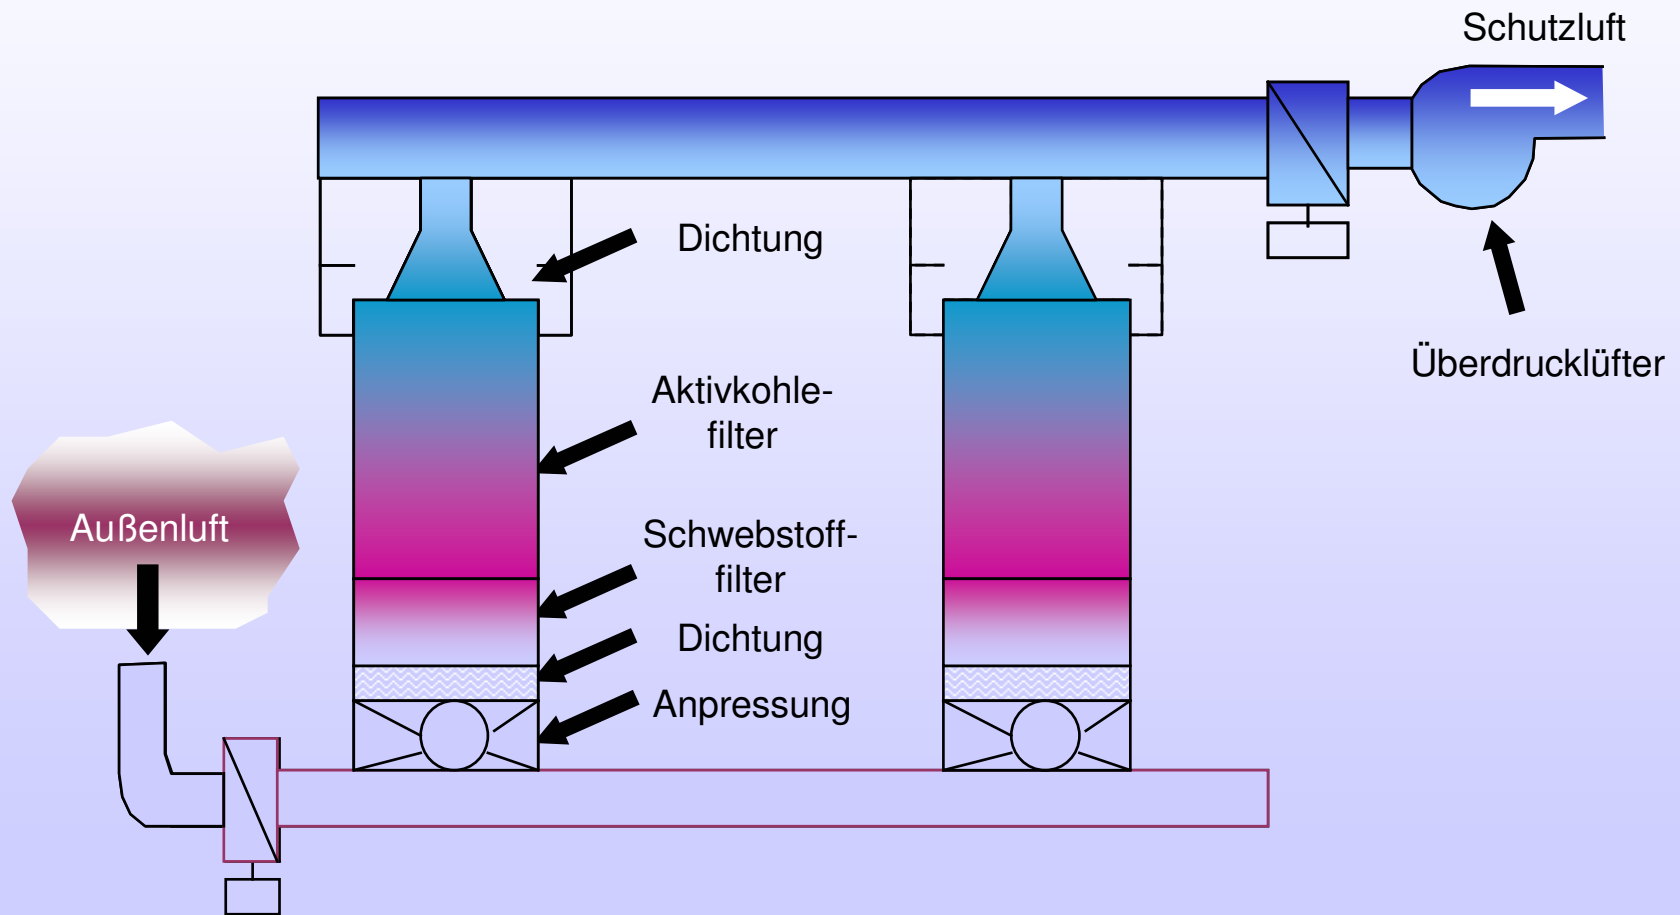 Schutzluft
Dichtung
Überdrucklüfter
Aktivkohle-
filter
Außenluft
Schwebstoff-
filter
Dichtung
Anpressung